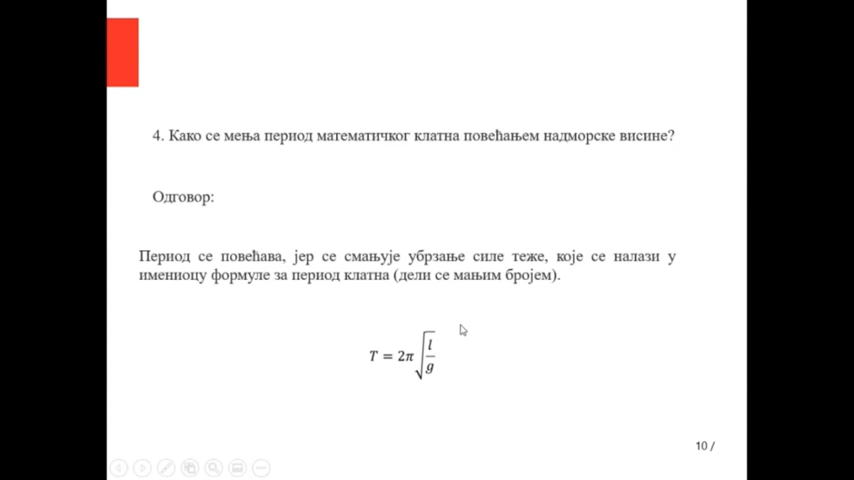 4. Како се мења период математичког клатна повећањем надморске висине?
Одговор:
Период се повећава, јер се смањује убрзање силе теже, које се налази у
имениоцу формуле за период клатна (дели се мањим бројем).
T = 2π√(l/g)
10 /